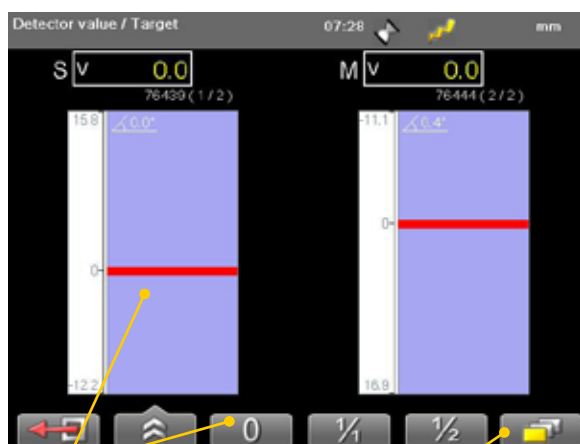 Detector value / Target 07:28 mm
S V 0.0 M V 0.0
76439(1/2) 76444(2/2)
15.8 0.0° -11.1 0.4°
0
0
-12.2 16.9
0 1/1 1/2